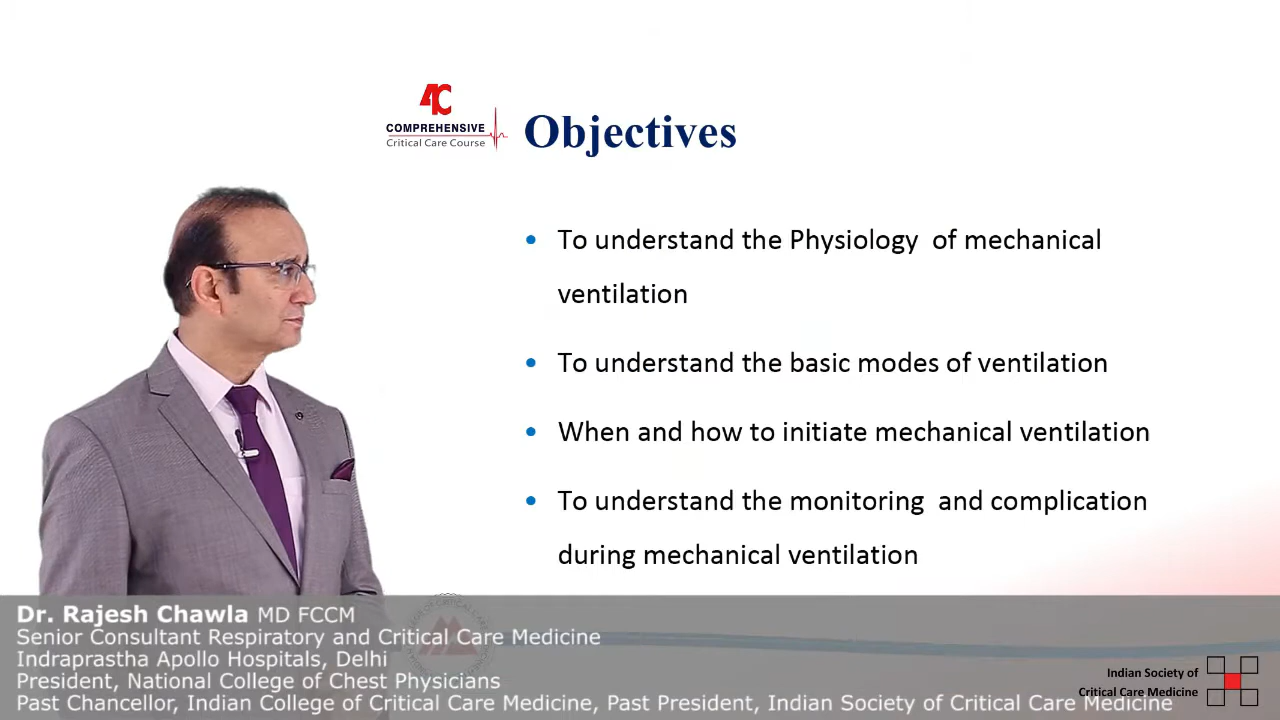 4C
COMPREHENSIVE
Critical Care Course
Objectives
• To understand the Physiology of mechanical
ventilation
• To understand the basic modes of ventilation
• When and how to initiate mechanical ventilation
• To understand the monitoring and complication
during mechanical ventilation
Dr. Rajesh Chawla MD FCCM
Senior Consultant Respiratory and Critical Care Medicine
Indraprastha Apollo Hospitals, Delhi
President, National College of Chest Physicians
Past Chancellor, Indian College of Critical Care Medicine, Past President, Indian Society of Critical Care Medicine
Indian Society of
Critical Care Medicine